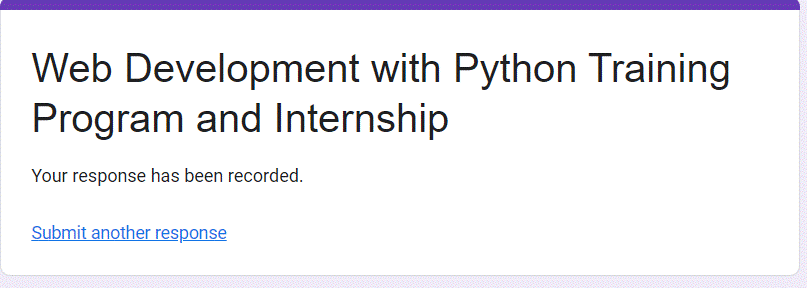 Web Development with Python Training
Program and Internship
Your response has been recorded.
Submit another response